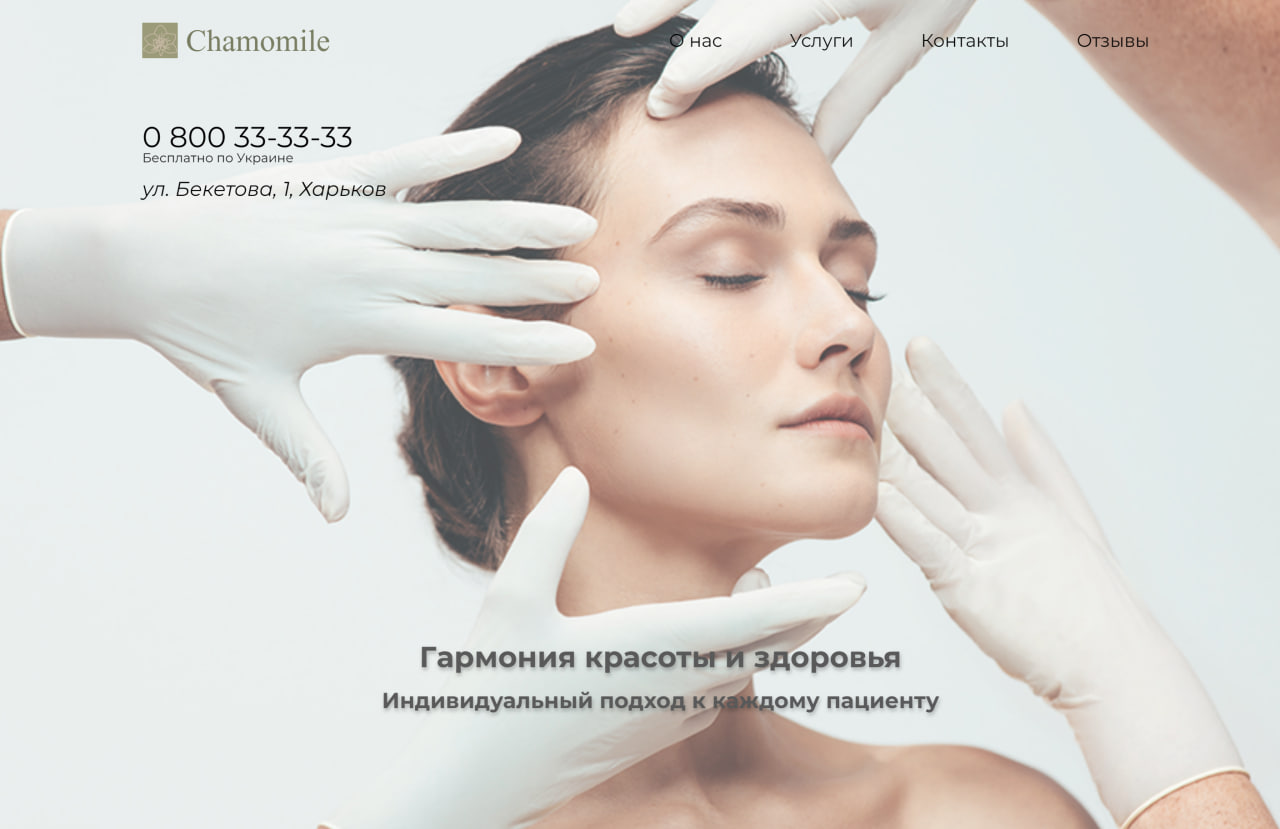 Chamomile
О нас
Услуги
Контакты
Отзывы
0 800 33-33-33
Бесплатно по Украине
ул. Бекетова, 1, Харьков
Гармония красоты и здоровья
Индивидуальный подход к каждому пациенту